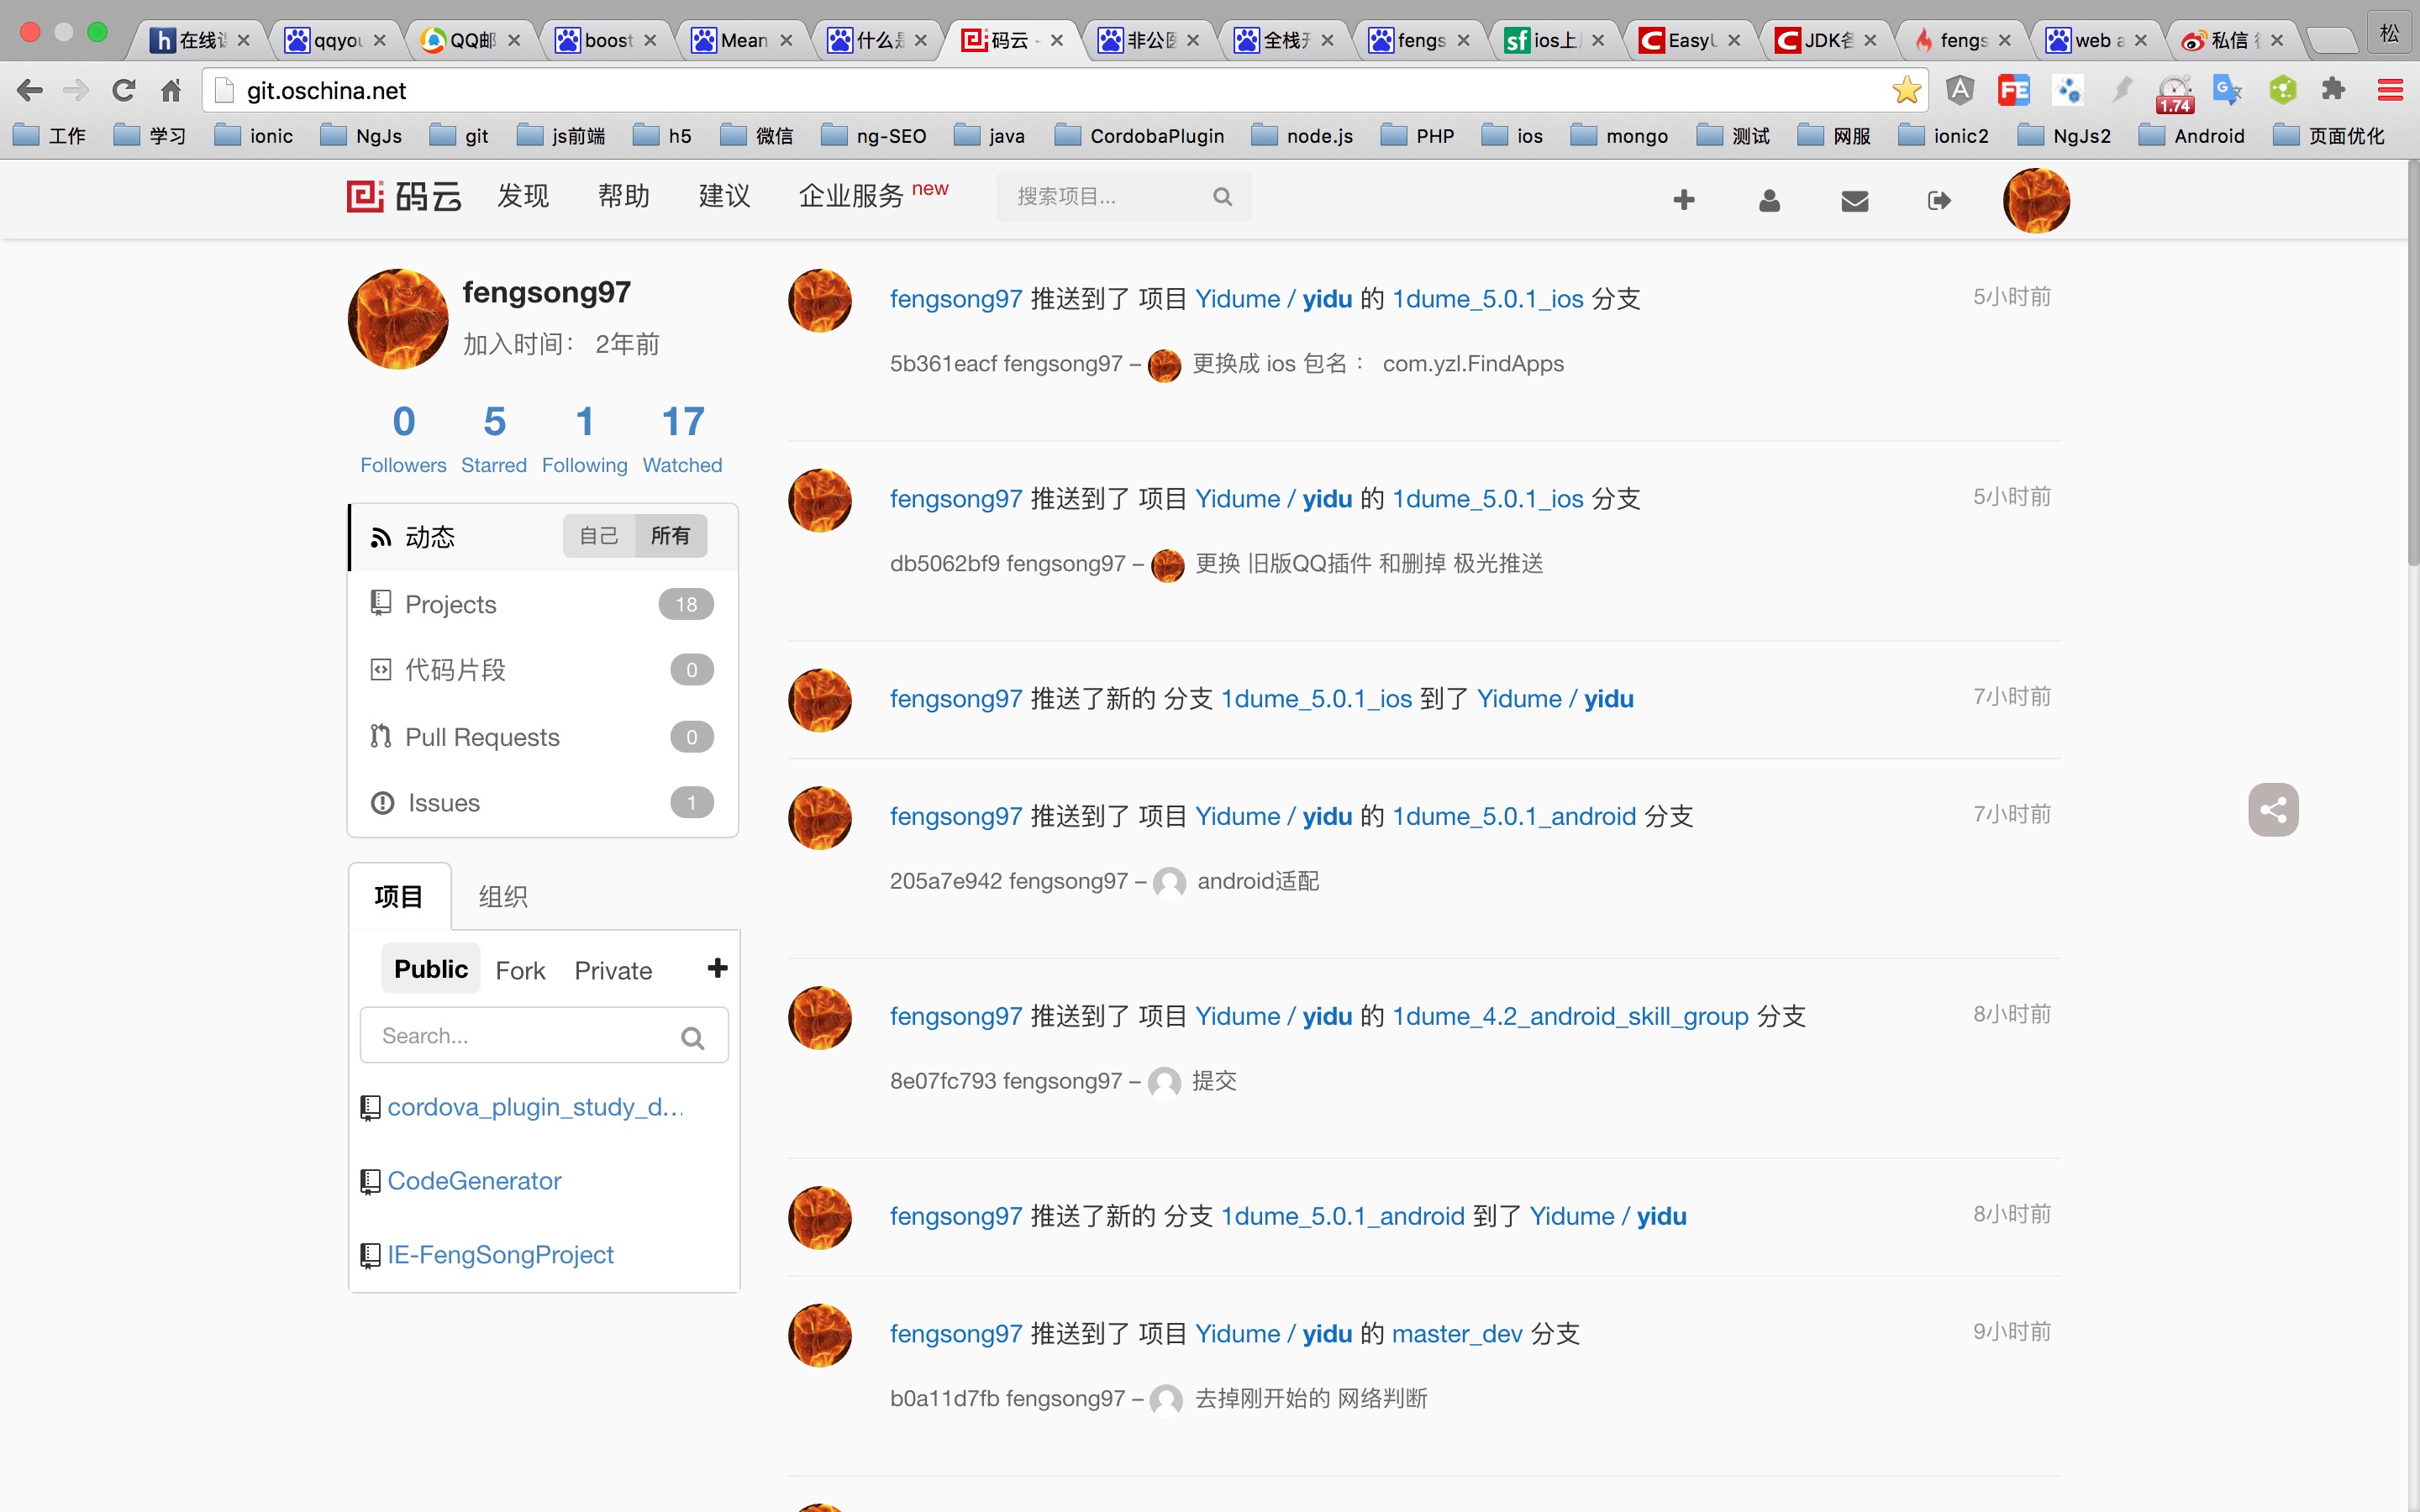 在线 qqyou QQ邮 boost Mean 什么 码云 - 非公 全栈 fengs sf ios上 EasyU JDK各 fengs web a 私信 松
git.oschina.net
1.74
工作 学习 ionic NgJs git js前端 h5 微信 ng-SEO java CordobaPlugin node.js PHP ios mongo 测试 网服 ionic2 NgJs2 Android 页面优化
码云 发现 帮助 建议 企业服务 new 搜索项目...
fengsong97
加入时间： 2年前
0 5 1 17
Followers Starred Following Watched
动态 自己 所有
Projects 18
代码片段 0
Pull Requests 0
Issues 1
项目 组织
Public Fork Private
Search...
cordova_plugin_study_d...
CodeGenerator
IE-FengSongProject
fengsong97 推送到了 项目 Yidume / yidu 的 1dume_5.0.1_ios 分支 5小时前
5b361eacf fengsong97 – 更换成 ios 包名： com.yzl.FindApps
fengsong97 推送到了 项目 Yidume / yidu 的 1dume_5.0.1_ios 分支 5小时前
db5062bf9 fengsong97 – 更换 旧版QQ插件 和删掉 极光推送
fengsong97 推送了新的 分支 1dume_5.0.1_ios 到了 Yidume / yidu 7小时前
fengsong97 推送到了 项目 Yidume / yidu 的 1dume_5.0.1_android 分支 7小时前
205a7e942 fengsong97 – android适配
fengsong97 推送到了 项目 Yidume / yidu 的 1dume_4.2_android_skill_group 分支 8小时前
8e07fc793 fengsong97 – 提交
fengsong97 推送了新的 分支 1dume_5.0.1_android 到了 Yidume / yidu 8小时前
fengsong97 推送到了 项目 Yidume / yidu 的 master_dev 分支 9小时前
b0a11d7fb fengsong97 – 去掉刚开始的 网络判断